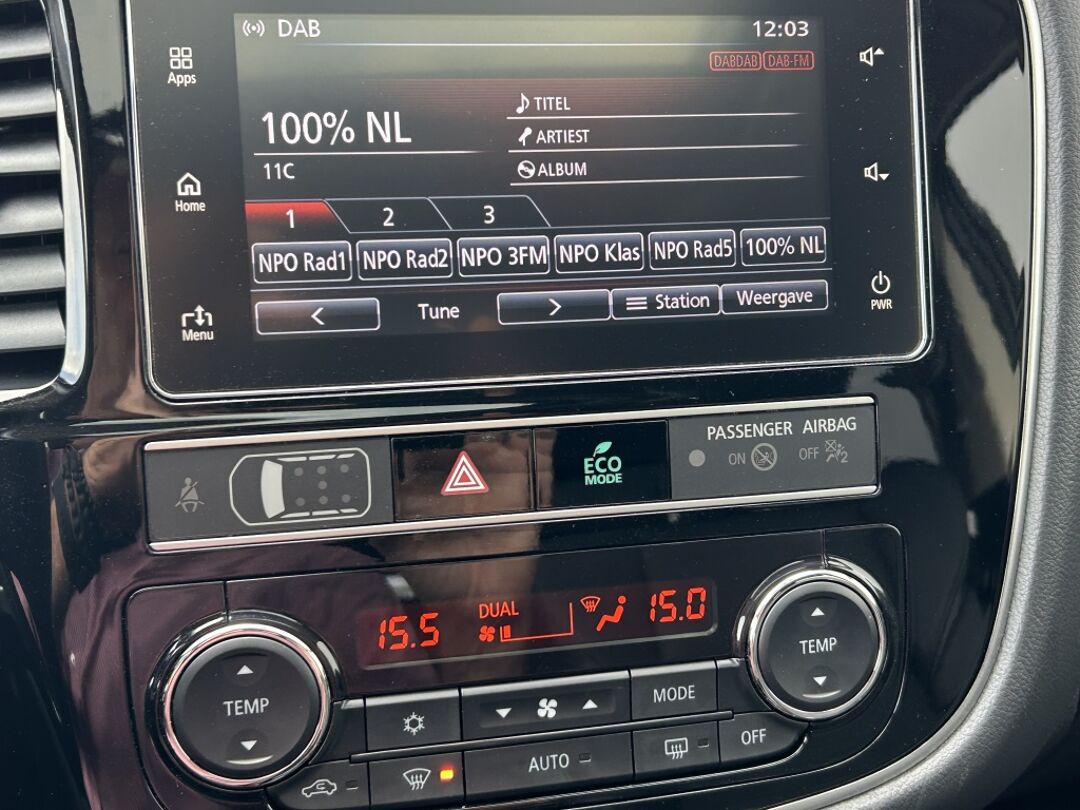 DAB 12:03
DABDAB DAB-FM
Apps
TITEL
100% NL
ARTIEST
11C
ALBUM
Home
1 2 3
NPO Rad1 NPO Rad2 NPO 3FM NPO Klas NPO Rad5 100% NL
< Tune > Station Weergave
Menu
PWR
PASSENGER AIRBAG
ON OFF 2
ECO
MODE
15.5 DUAL 15.0
TEMP
MODE
TEMP
AUTO
OFF